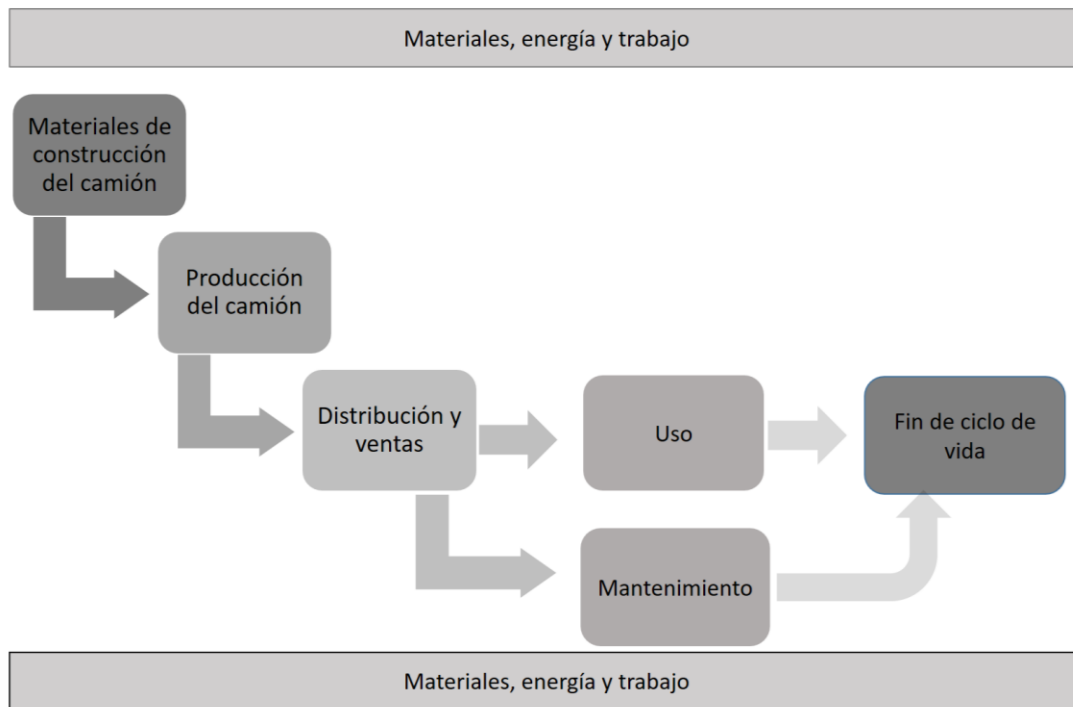 Materiales, energía y trabajo
Materiales de
construcción
del camión
Producción
del camión
Distribución y
ventas
Uso
Fin de ciclo de
vida
Mantenimiento
Materiales, energía y trabajo